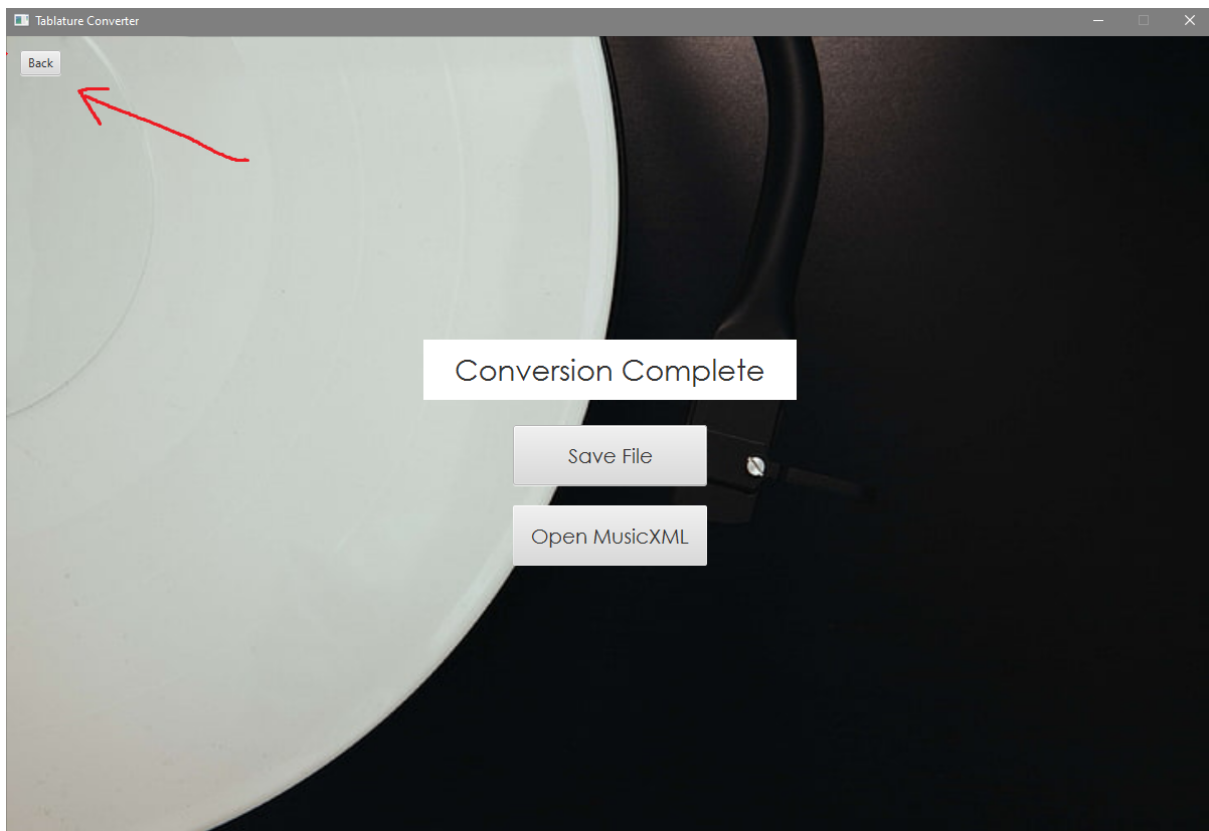 Tablature Converter
Back
Conversion Complete
Save File
Open MusicXML